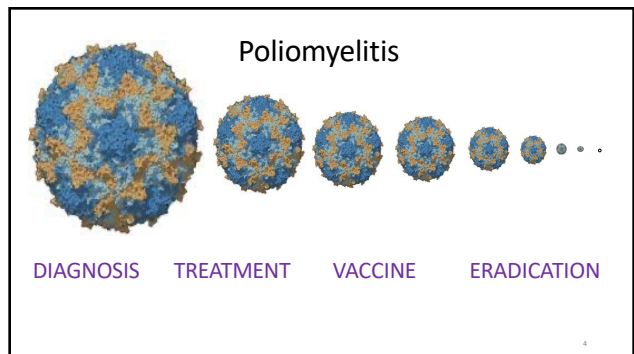 Poliomyelitis
DIAGNOSIS TREATMENT VACCINE ERADICATION
4